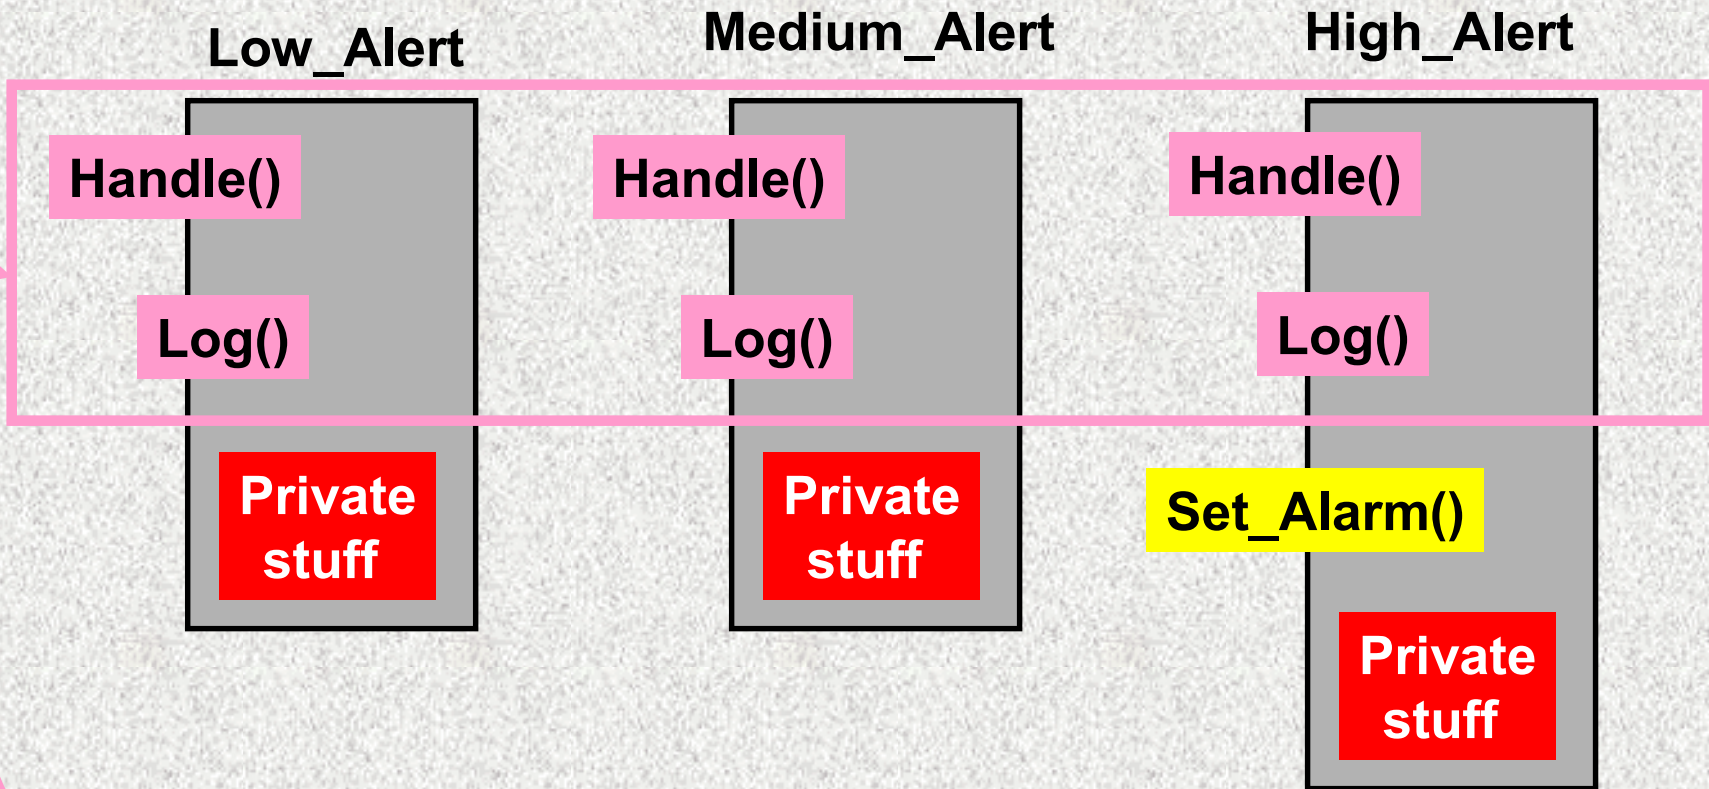 Low_Alert
Medium_Alert
High_Alert
Handle()
Handle()
Handle()
Log()
Log()
Log()
Private
stuff
Private
stuff
Set_Alarm()
Private
stuff